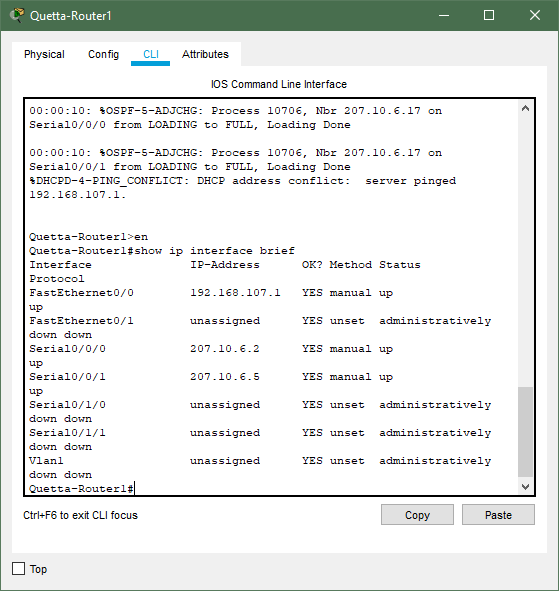 Quetta-Router1
Physical Config CLI Attributes
IOS Command Line Interface
00:00:10: %OSPF-5-ADJCHG: Process 10706, Nbr 207.10.6.17 on
Serial0/0/0 from LOADING to FULL, Loading Done
00:00:10: %OSPF-5-ADJCHG: Process 10706, Nbr 207.10.6.17 on
Serial0/0/1 from LOADING to FULL, Loading Done
%DHCPD-4-PING_CONFLICT: DHCP address conflict:  server pinged
192.168.107.1.
Quetta-Router1>en
Quetta-Router1#show ip interface brief
Interface              IP-Address      OK? Method Status
Protocol
FastEthernet0/0        192.168.107.1   YES manual up
up
FastEthernet0/1        unassigned      YES unset  administratively
down down
Serial0/0/0            207.10.6.2      YES manual up
up
Serial0/0/1            207.10.6.5      YES manual up
up
Serial0/1/0            unassigned      YES unset  administratively
down down
Serial0/1/1            unassigned      YES unset  administratively
down down
Vlan1                  unassigned      YES unset  administratively
down down
Quetta-Router1#
Ctrl+F6 to exit CLI focus
Copy Paste
Top